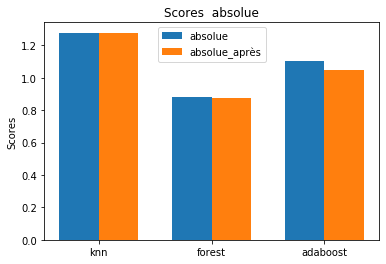 Scores  absolue
absolue
absolue_après
Scores
1.2
1.0
0.8
0.6
0.4
0.2
0.0
knn
forest
adaboost